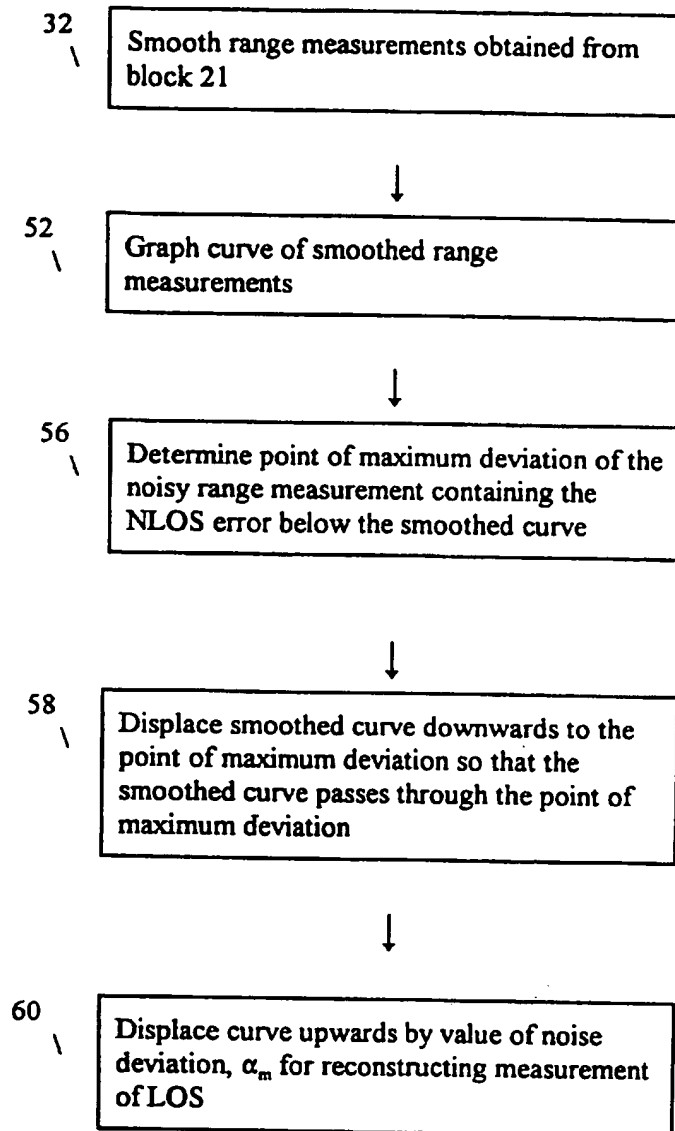 32
Smooth range measurements obtained from
block 21
52
Graph curve of smoothed range
measurements
56
Determine point of maximum deviation of the
noisy range measurement containing the
NLOS error below the smoothed curve
58
Displace smoothed curve downwards to the
point of maximum deviation so that the
smoothed curve passes through the point of
maximum deviation
60
Displace curve upwards by value of noise
deviation, αm for reconstructing measurement
of LOS